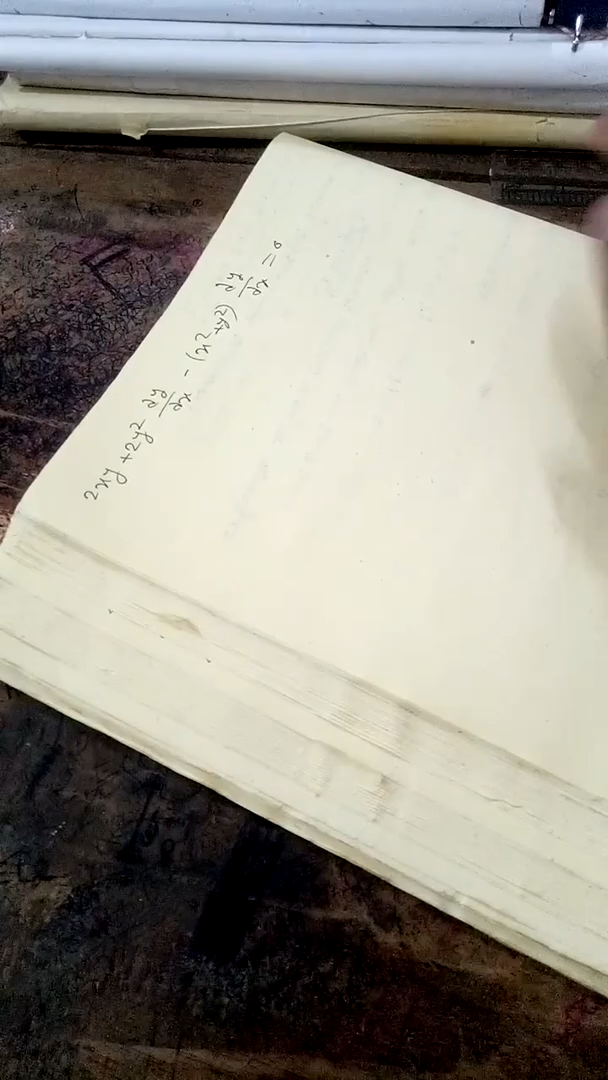 2xy + 2y² dy/dx - (x² + y²) dy/dx = 0